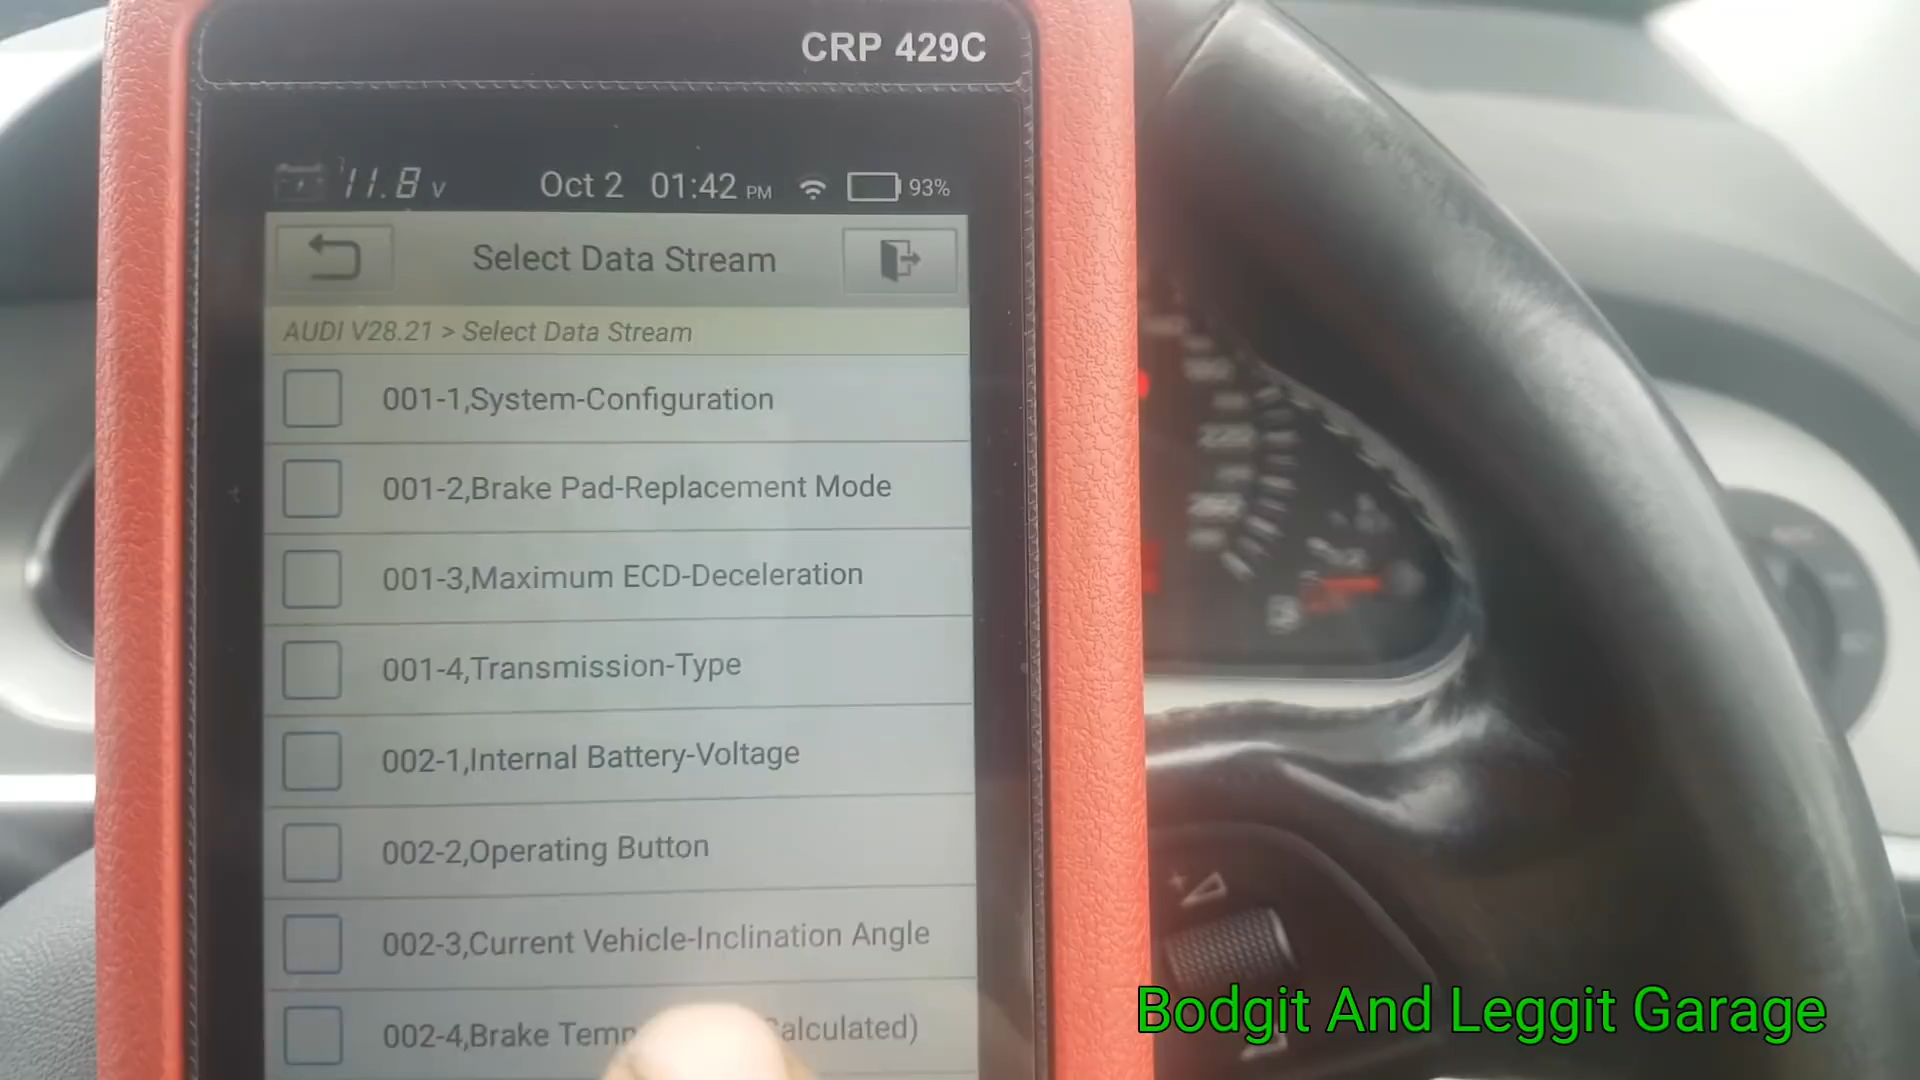 CRP 429C
11.8 V Oct 2 01:42 PM 93%
Select Data Stream
AUDI V28.21 > Select Data Stream
001-1,System-Configuration
001-2,Brake Pad-Replacement Mode
001-3,Maximum ECD-Deceleration
001-4,Transmission-Type
002-1,Internal Battery-Voltage
002-2,Operating Button
002-3,Current Vehicle-Inclination Angle
002-4,Brake alculated)
220
260
Bodgit And Leggit Garage